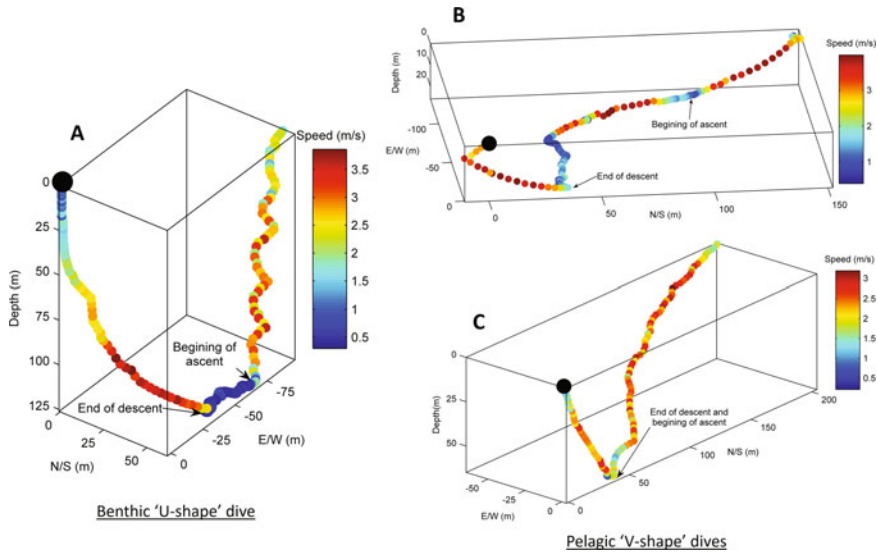 A
Speed (m/s)
3.5
3
2.5
2
1.5
1
0.5
0
25
50
75
100
125
Depth (m)
0
25
50
N/S (m)
0
-25
-50
-75
E/W (m)
Begining of
ascent
End of descent
Benthic ‘U-shape’ dive
B
0
10
20
Depth (m)
-100
-50
0
E/W (m)
0
50
100
150
N/S (m)
Begining of ascent
End of descent
Speed (m/s)
3
2
1
C
0
25
50
Depth(m)
-50
-25
0
E/W (m)
0
50
100
150
200
N/S (m)
End of descent and
begining of ascent
Speed (m/s)
3
2
1
Pelagic ‘V-shape’ dives